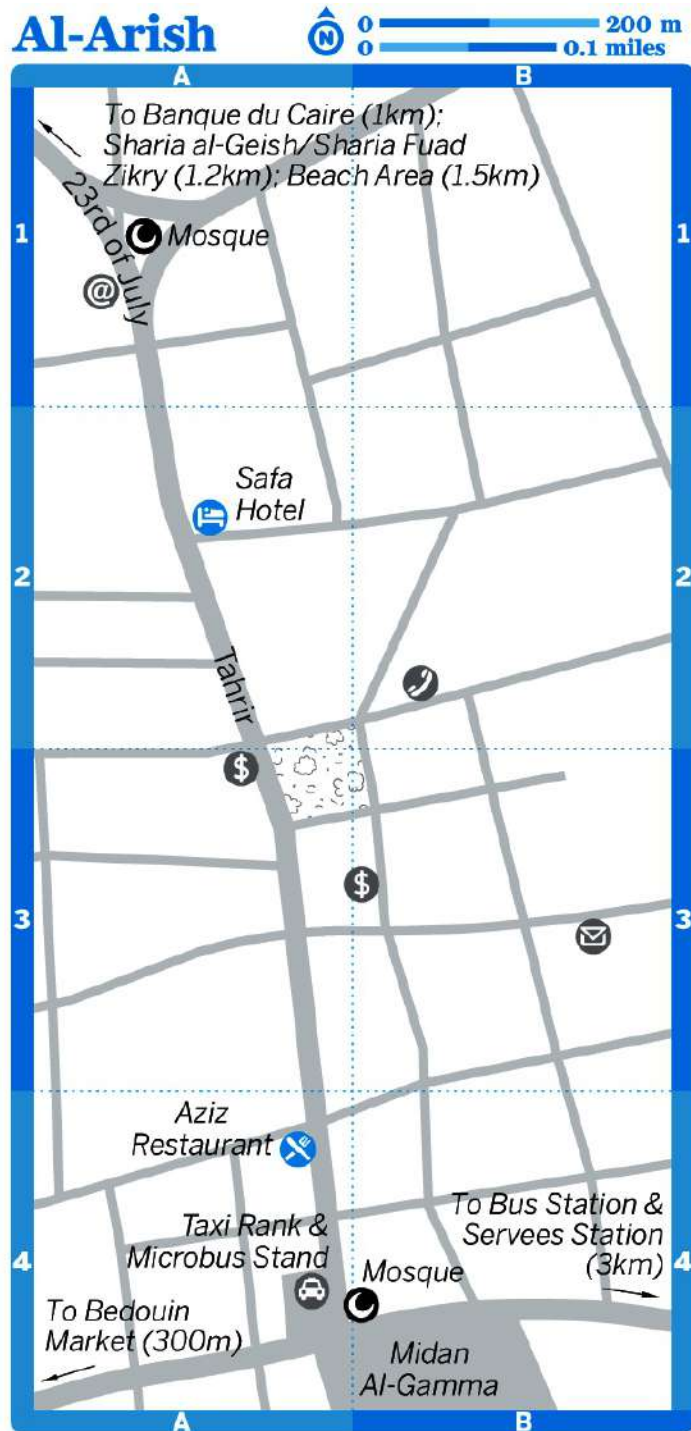 Al-Arish
N
0 200 m
0 0.1 miles
A B
To Banque du Caire (1km);
Sharia al-Geish/Sharia Fuad
Zikry (1.2km); Beach Area (1.5km)
1 1
Mosque
23rd of July
@
Safa
Hotel
2 2
Tahrir
$
$
3 3
Aziz
Restaurant
Taxi Rank &
Microbus Stand
To Bus Station &
Servees Station
(3km)
4 4
Mosque
To Bedouin
Market (300m)
Midan
Al-Gamma
A B